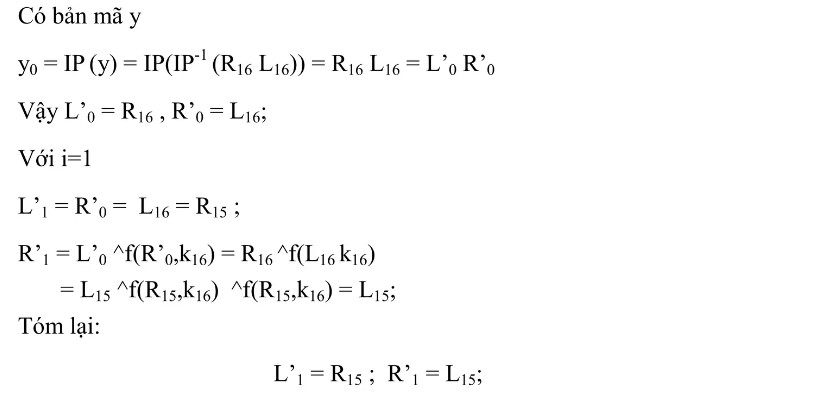 Có bản mã y
y₀ = IP (y) = IP(IP⁻¹ (R₁₆ L₁₆)) = R₁₆ L₁₆ = L’₀ R’₀
Vậy L’₀ = R₁₆ , R’₀ = L₁₆;
Với i=1
L’₁ = R’₀ = L₁₆ = R₁₅ ;
R’₁ = L’₀ ^f(R’₀,k₁₆) = R₁₆ ^f(L₁₆ k₁₆)
= L₁₅ ^f(R₁₅,k₁₆) ^f(R₁₅,k₁₆) = L₁₅;
Tóm lại:
L’₁ = R₁₅ ; R’₁ = L₁₅;